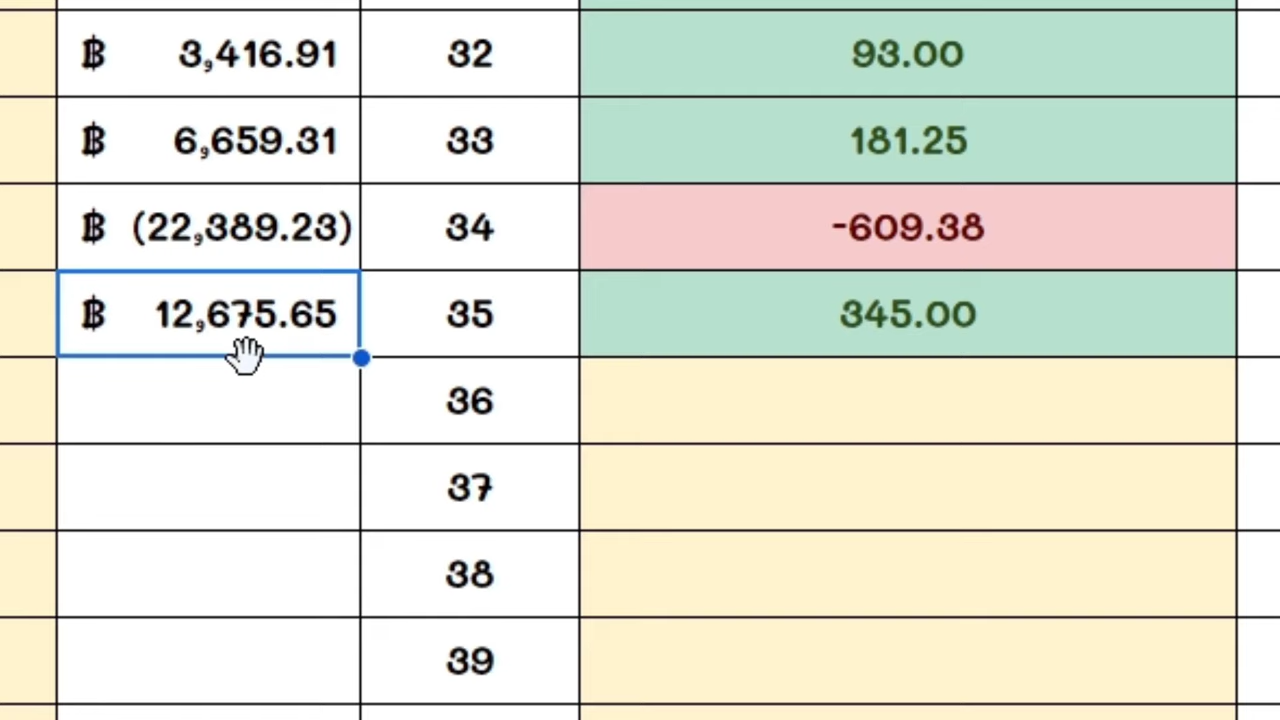 ฿ 3,416.91 32 93.00
฿ 6,659.31 33 181.25
฿ (22,389.23) 34 -609.38
฿ 12,675.65 35 345.00
36
37
38
39